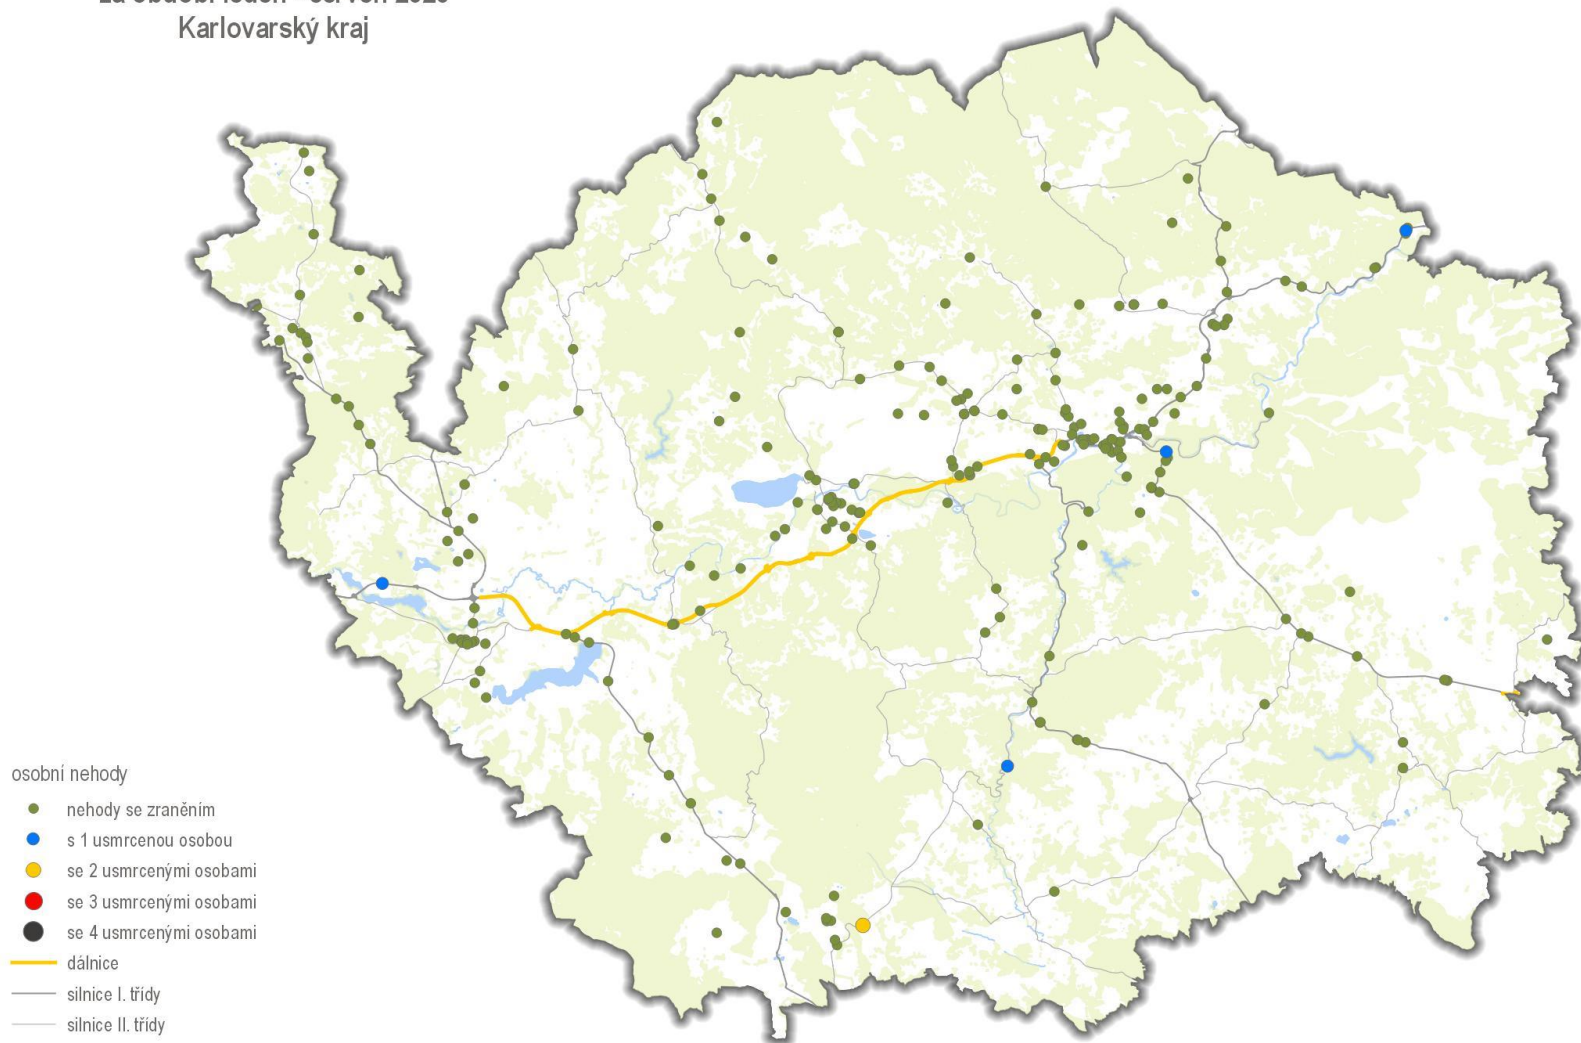 Karlovarský kraj
osobní nehody
nehody se zraněním
s 1 usmrcenou osobou
se 2 usmrcenými osobami
se 3 usmrcenými osobami
se 4 usmrcenými osobami
dálnice
silnice I. třídy
silnice II. třídy